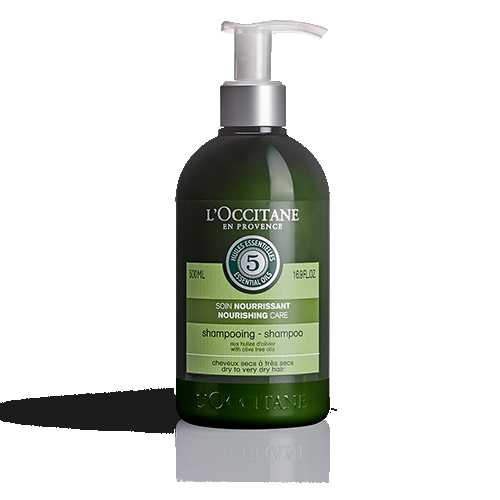 L'OCCITANE
EN PROVENCE
HUILES ESSENTIELLES
5
ESSENTIAL OILS
500ML 16.9FL.OZ
SOIN NOURRISSANT
NOURISHING CARE
shampooing - shampoo
aux huiles d'olivier
with olive tree oils
cheveux secs à très secs
dry to very dry hair
L'OCCITANE